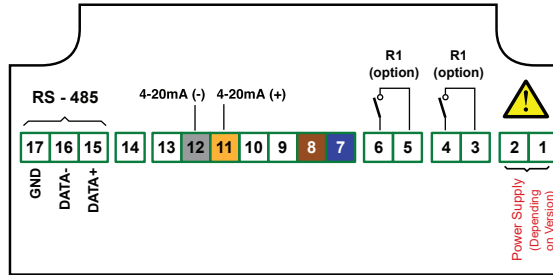 R1
(option)
R1
(option)
RS - 485
4-20mA (-)
4-20mA (+)
17 16 15 14 13 12 11 10 9 8 7 6 5 4 3 2 1
GND
DATA-
DATA+
Power Supply
(Depending
on Version)